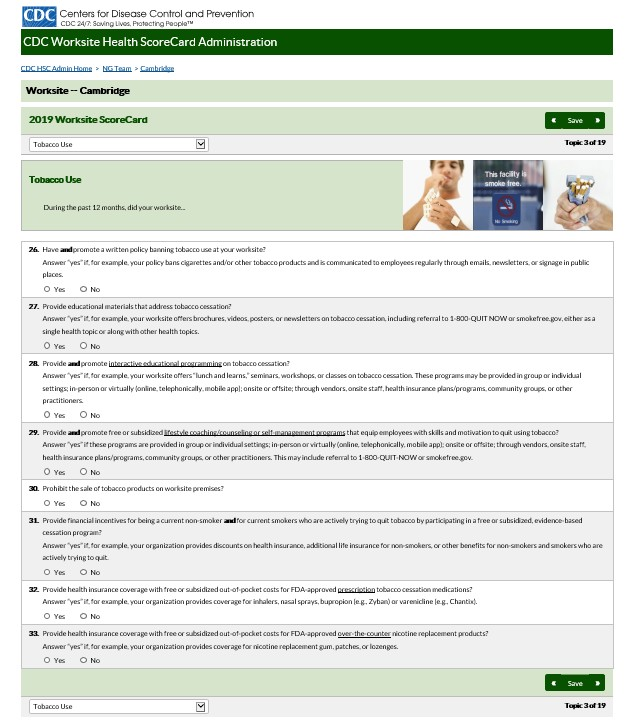 CDC Centers for Disease Control and Prevention
CDC 24/7: Saving Lives. Protecting People™
CDC Worksite Health ScoreCard Administration
CDC HSC Admin Home > NG Team > Cambridge
Worksite -- Cambridge
2019 Worksite ScoreCard
« Save »
Tobacco Use
Topic 3 of 19
Tobacco Use
During the past 12 months, did your worksite...
This facility is
smoke free.
No Smoking
26. Have and promote a written policy banning tobacco use at your worksite?
Answer "yes" if, for example, your policy bans cigarettes and/or other tobacco products and is communicated to employees regularly through emails, newsletters, or signage in public
places.
Yes No
27. Provide educational materials that address tobacco cessation?
Answer "yes" if, for example, your worksite offers brochures, videos, posters, or newsletters on tobacco cessation, including referral to 1-800-QUIT NOW or smokefree.gov, either as a
single health topic or along with other health topics.
Yes No
28. Provide and promote interactive educational programming on tobacco cessation?
Answer "yes" if, for example, your worksite offers "lunch and learns," seminars, workshops, or classes on tobacco cessation. These programs may be provided in group or individual
settings; in-person or virtually (online, telephonically, mobile app); onsite or offsite; through vendors, onsite staff, health insurance plans/programs, community groups, or other
practitioners.
Yes No
29. Provide and promote free or subsidized lifestyle coaching/counseling or self-management programs that equip employees with skills and motivation to quit using tobacco?
Answer "yes" if these programs are provided in group or individual settings; in-person or virtually (online, telephonically, mobile app); onsite or offsite; through vendors, onsite staff,
health insurance plans/programs, community groups, or other practitioners. This may include referral to 1-800-QUIT-NOW or smokefree.gov.
Yes No
30. Prohibit the sale of tobacco products on worksite premises?
Yes No
31. Provide financial incentives for being a current non-smoker and for current smokers who are actively trying to quit tobacco by participating in a free or subsidized, evidence-based
cessation program?
Answer "yes" if, for example, your organization provides discounts on health insurance, additional life insurance for non-smokers, or other benefits for non-smokers and smokers who are
actively trying to quit.
Yes No
32. Provide health insurance coverage with free or subsidized out-of-pocket costs for FDA-approved prescription tobacco cessation medications?
Answer "yes" if, for example, your organization provides coverage for inhalers, nasal sprays, bupropion (e.g., Zyban) or varenicline (e.g., Chantix).
Yes No
33. Provide health insurance coverage with free or subsidized out-of-pocket costs for FDA-approved over-the-counter nicotine replacement products?
Answer "yes" if, for example, your organization provides coverage for nicotine replacement gum, patches, or lozenges.
Yes No
« Save »
Tobacco Use
Topic 3 of 19